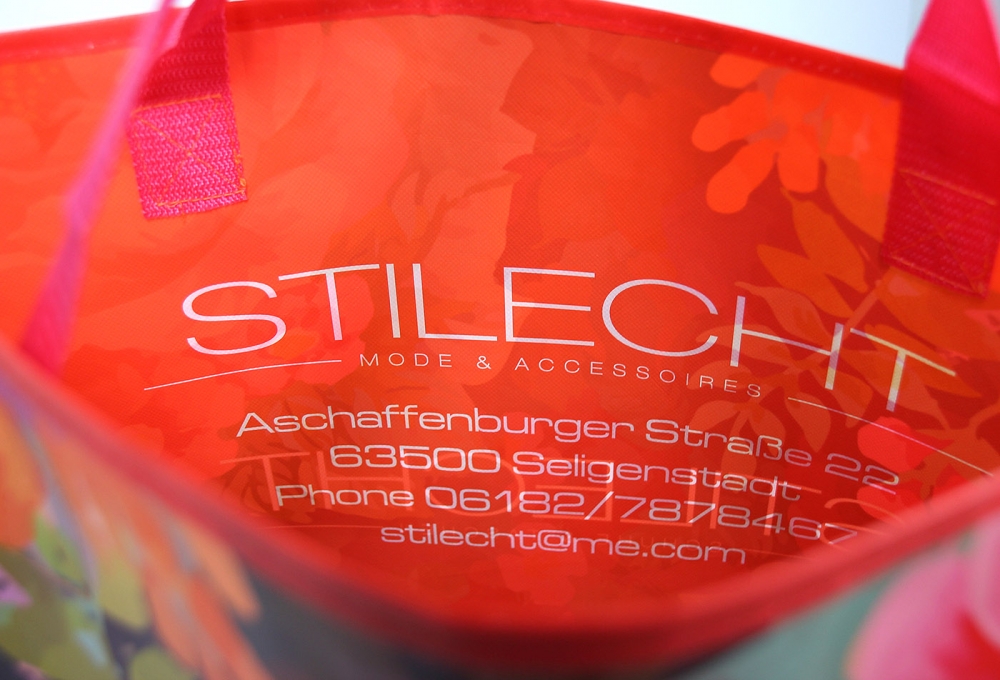 STILECHT
MODE & ACCESSOIRES
Aschaffenburger Straße 22
63500 Seligenstadt
Phone 06182/7878467
stilecht@me.com